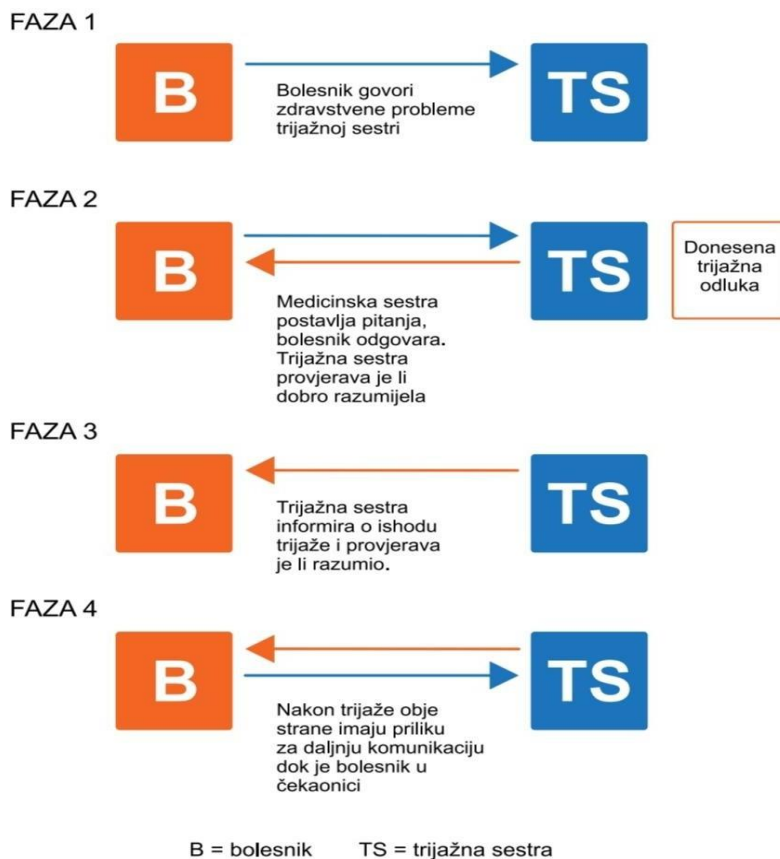 FAZA 1
B
TS
Bolesnik govori
zdravstvene probleme
trijažnoj sestri
FAZA 2
B
TS
Donesena
trijažna
odluka
Medicinska sestra
postavlja pitanja,
bolesnik odgovara.
Trijažna sestra
provjerava je li
dobro razumijela
FAZA 3
B
TS
Trijažna sestra
informira o ishodu
trijaže i provjerava
je li razumio.
FAZA 4
B
TS
Nakon trijaže obje
strane imaju priliku
za daljnju komunikaciju
dok je bolesnik u
čekaonici
B = bolesnik TS = trijažna sestra